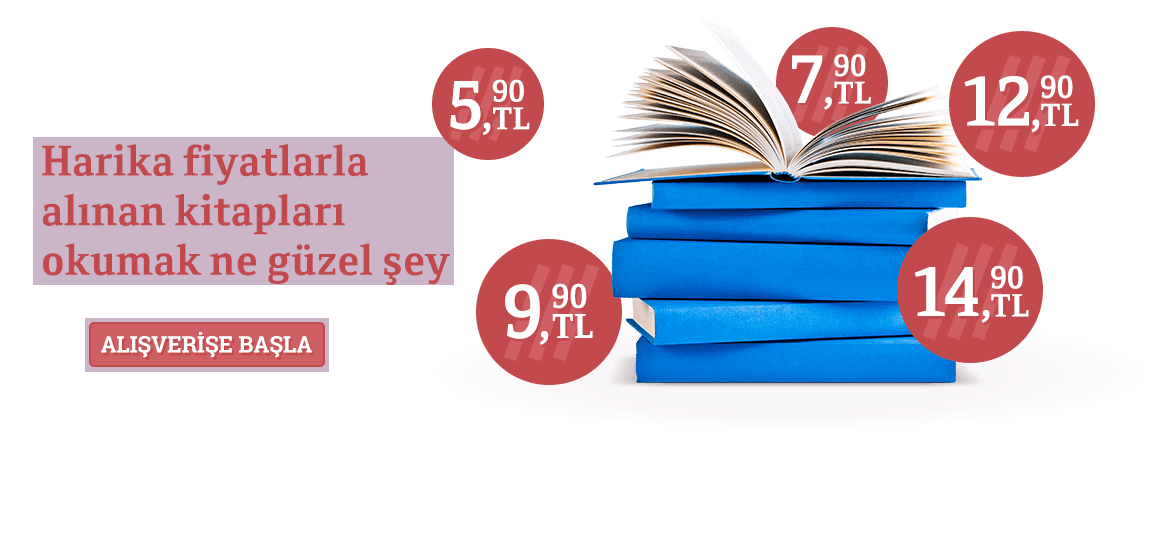 5,90 TL
7,90 TL
12,90 TL
Harika fiyatlarla
alınan kitapları
okumak ne güzel şey
9,90 TL
14,90 TL
ALIŞVERİŞE BAŞLA